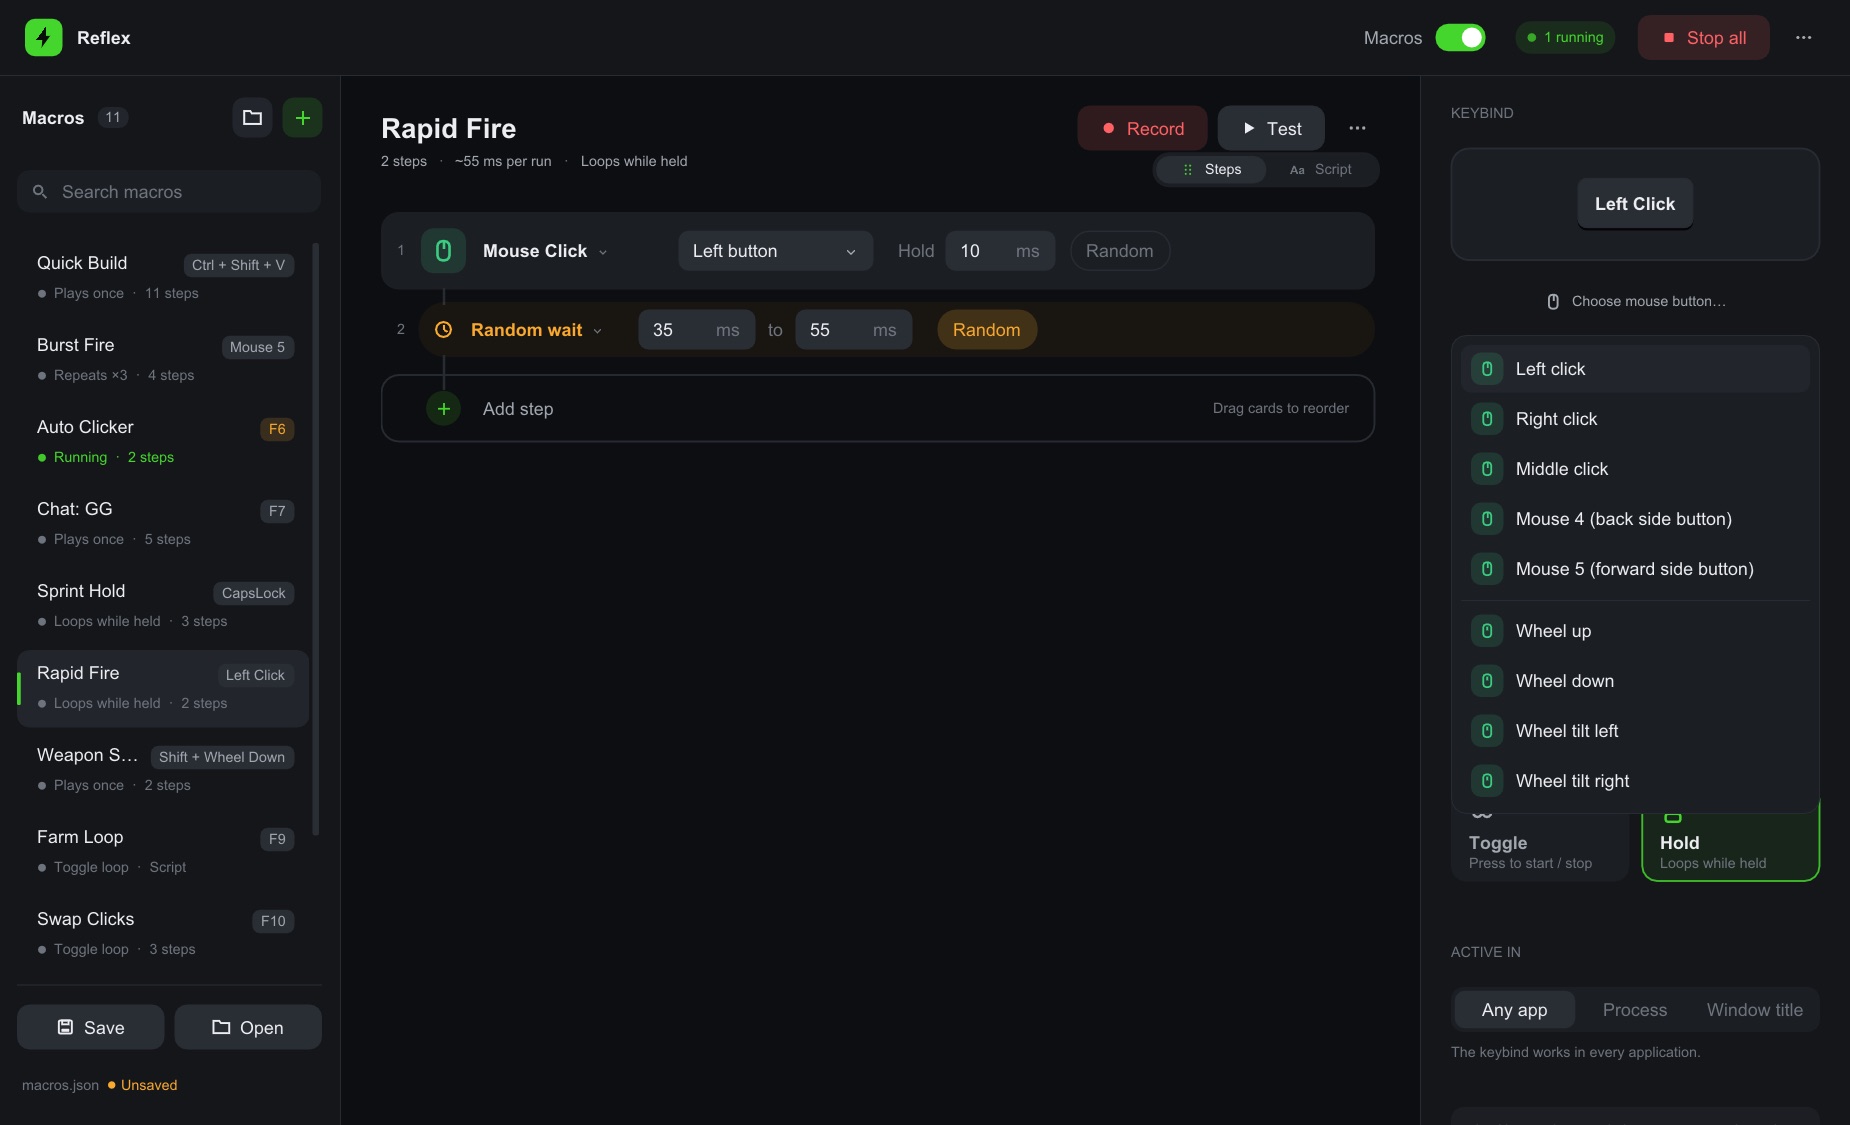 Reflex
Macros
1 running
Stop all
Macros 11
Search macros
Quick Build Ctrl + Shift + V
Plays once · 11 steps
Burst Fire Mouse 5
Repeats ×3 · 4 steps
Auto Clicker F6
Running · 2 steps
Chat: GG F7
Plays once · 5 steps
Sprint Hold CapsLock
Loops while held · 3 steps
Rapid Fire Left Click
Loops while held · 2 steps
Weapon S… Shift + Wheel Down
Plays once · 2 steps
Farm Loop F9
Toggle loop · Script
Swap Clicks F10
Toggle loop · 3 steps
Save
Open
macros.json Unsaved
Rapid Fire
2 steps · ~55 ms per run · Loops while held
Record
Test
Steps
Aa Script
1 Mouse Click Left button Hold 10 ms Random
2 Random wait 35 ms to 55 ms Random
Add step Drag cards to reorder
KEYBIND
Left Click
Choose mouse button…
Left click
Right click
Middle click
Mouse 4 (back side button)
Mouse 5 (forward side button)
Wheel up
Wheel down
Wheel tilt left
Wheel tilt right
Toggle
Press to start / stop
Hold
Loops while held
ACTIVE IN
Any app Process Window title
The keybind works in every application.